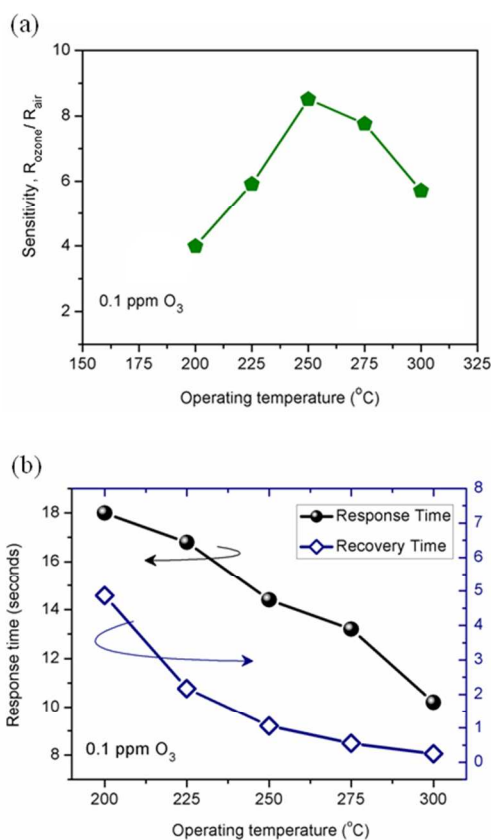 (a)
10
8
6
4
2
Sensitivity, R_ozone/ R_air
0.1 ppm O₃
150 175 200 225 250 275 300 325
Operating temperature (°C)
(b)
18
16
14
12
10
8
Response time (seconds)
Response Time
Recovery Time
8
7
6
5
4
3
2
1
0
0.1 ppm O₃
200 225 250 275 300
Operating temperature (°C)